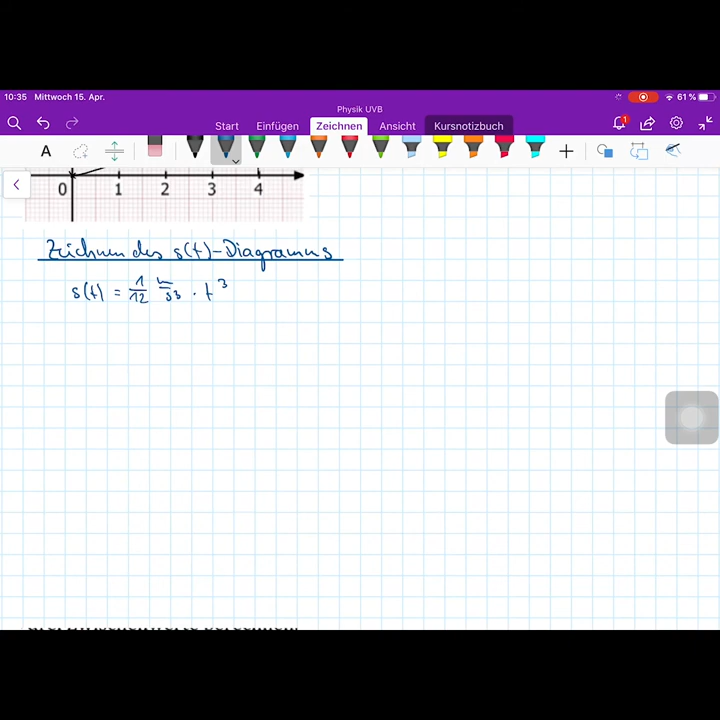 10:35 Mittwoch 15. Apr.
61 %
Physik UVB
Start Einfügen Zeichnen Ansicht Kursnotizbuch
1
A
0 1 2 3 4
Zeichnen des s(t)-Diagramms
s(t) = 1/12 m/s³ · t³